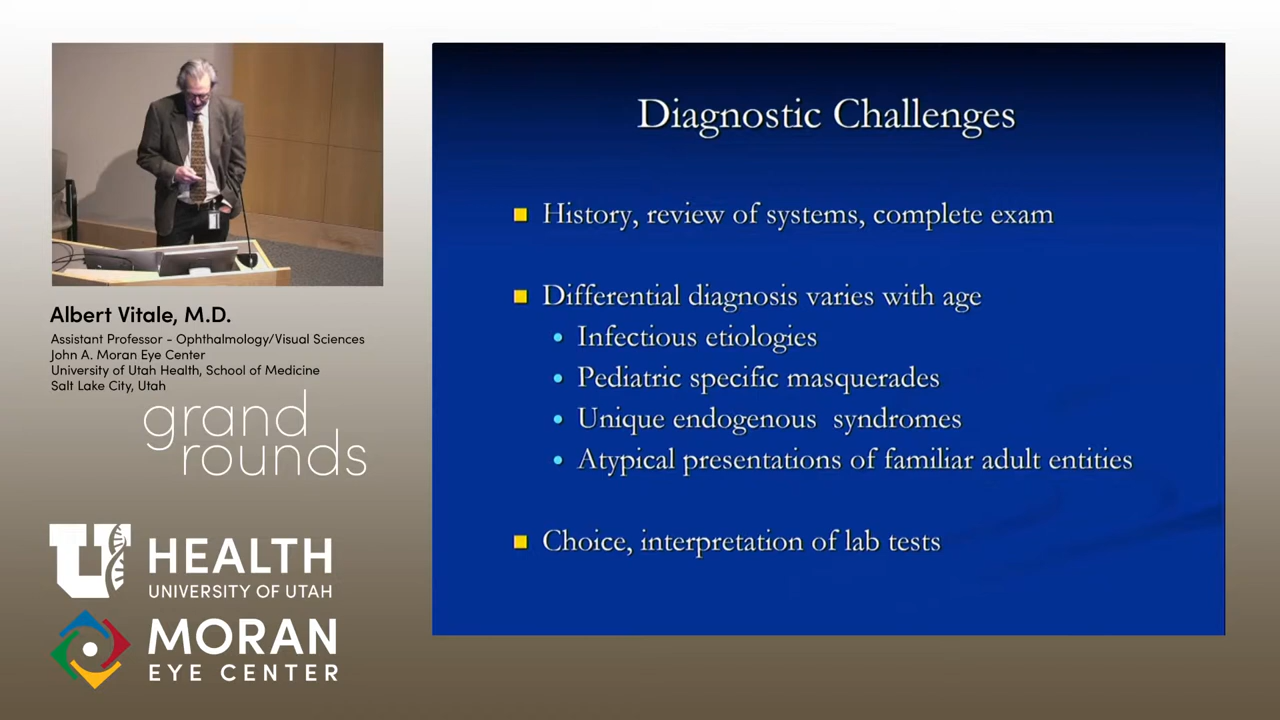 Albert Vitale, M.D.
Assistant Professor - Ophthalmology/Visual Sciences
John A. Moran Eye Center
University of Utah Health, School of Medicine
Salt Lake City, Utah
grand
rounds
U HEALTH
UNIVERSITY OF UTAH
MORAN
EYE CENTER
Diagnostic Challenges
History, review of systems, complete exam
Differential diagnosis varies with age
Infectious etiologies
Pediatric specific masquerades
Unique endogenous syndromes
Atypical presentations of familiar adult entities
Choice, interpretation of lab tests